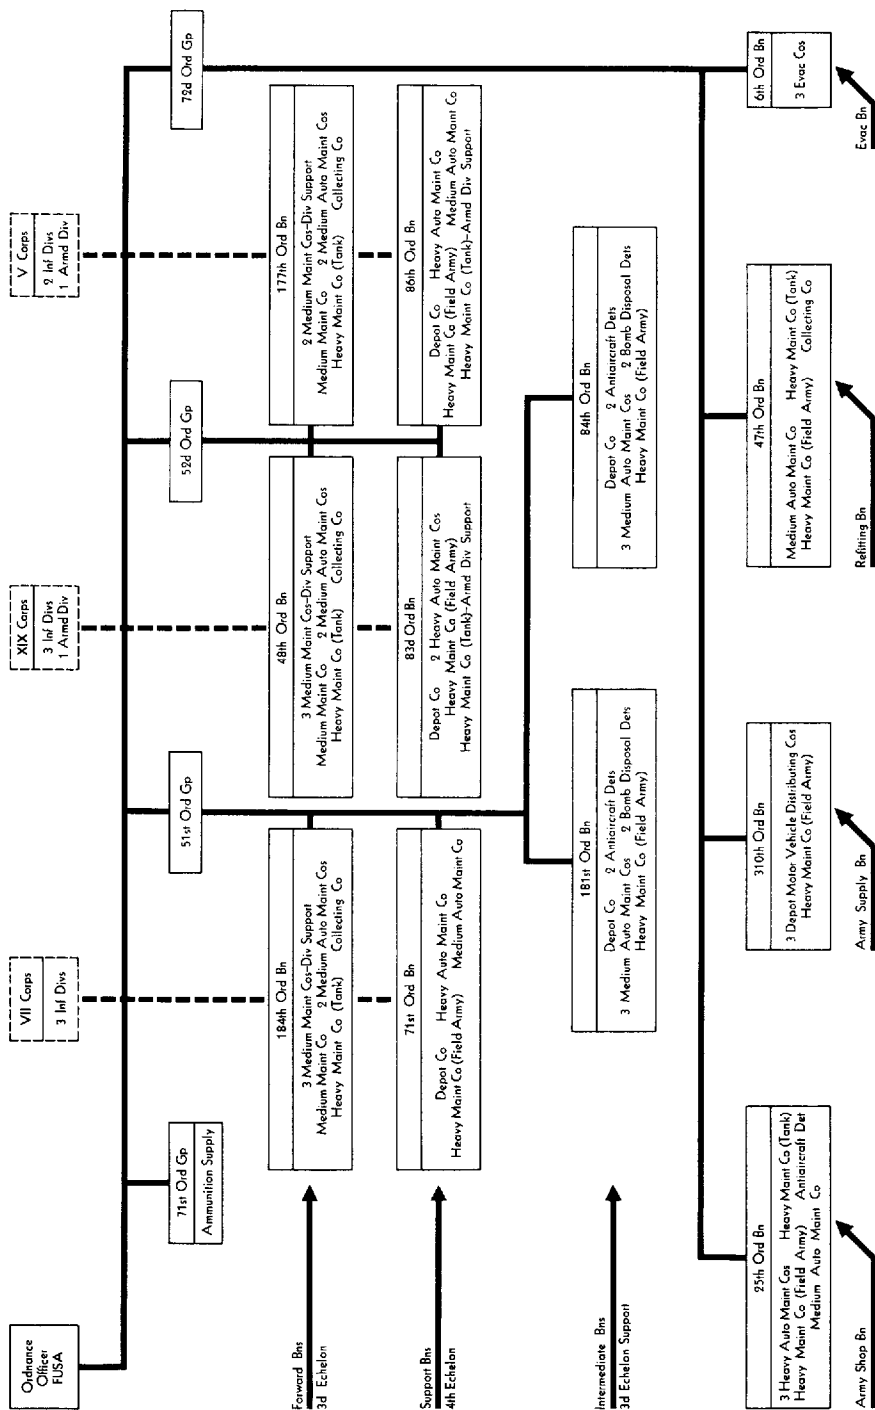 Ordnance
Officer
FUSA
VII Corps
3 Inf Divs
XIX Corps
3 Inf Divs
1 Armd Div
V Corps
2 Inf Divs
1 Armd Div
71st Ord Gp
Ammunition Supply
51st Ord Gp
52d Ord Gp
72d Ord Gp
Forward Bns
3d Echelon
184th Ord Bn
3 Medium Maint Cos-Div Support
Medium Maint Co 2 Medium Auto Maint Cos
Heavy Maint Co (Tank) Collecting Co
48th Ord Bn
3 Medium Maint Cos-Div Support
Medium Maint Co 2 Medium Auto Maint Cos
Heavy Maint Co (Tank) Collecting Co
177th Ord Bn
2 Medium Maint Cos-Div Support
Medium Maint Co 2 Medium Auto Maint Cos
Heavy Maint Co (Tank) Collecting Co
Support Bns
4th Echelon
71st Ord Bn
Depot Co Heavy Auto Maint Co
Heavy Maint Co (Field Army) Medium Auto Maint Co
83d Ord Bn
Depot Co 2 Heavy Auto Maint Cos
Heavy Maint Co (Field Army)
Heavy Maint Co (Tank)-Armd Div Support
86th Ord Bn
Depot Co Heavy Auto Maint Co
Heavy Maint Co (Field Army) Medium Auto Maint Co
Heavy Maint Co (Tank)-Armd Div Support
Intermediate Bns
3d Echelon Support
181st Ord Bn
Depot Co 2 Antiaircraft Dets
3 Medium Auto Maint Cos 2 Bomb Disposal Dets
Heavy Maint Co (Field Army)
84th Ord Bn
Depot Co 2 Antiaircraft Dets
3 Medium Auto Maint Cos 2 Bomb Disposal Dets
Heavy Maint Co (Field Army)
25th Ord Bn
3 Heavy Auto Maint Cos Heavy Maint Co (Tank)
Heavy Maint Co (Field Army) Antiaircraft Det
Medium Auto Maint Co
310th Ord Bn
3 Depot Motor Vehicle Distributing Cos
Heavy Maint Co (Field Army)
47th Ord Bn
Medium Auto Maint Co Heavy Maint Co (Tank)
Heavy Maint Co (Field Army) Collecting Co
6th Ord Bn
3 Evac Cos
Army Shop Bn
Army Supply Bn
Refitting Bn
Evac Bn